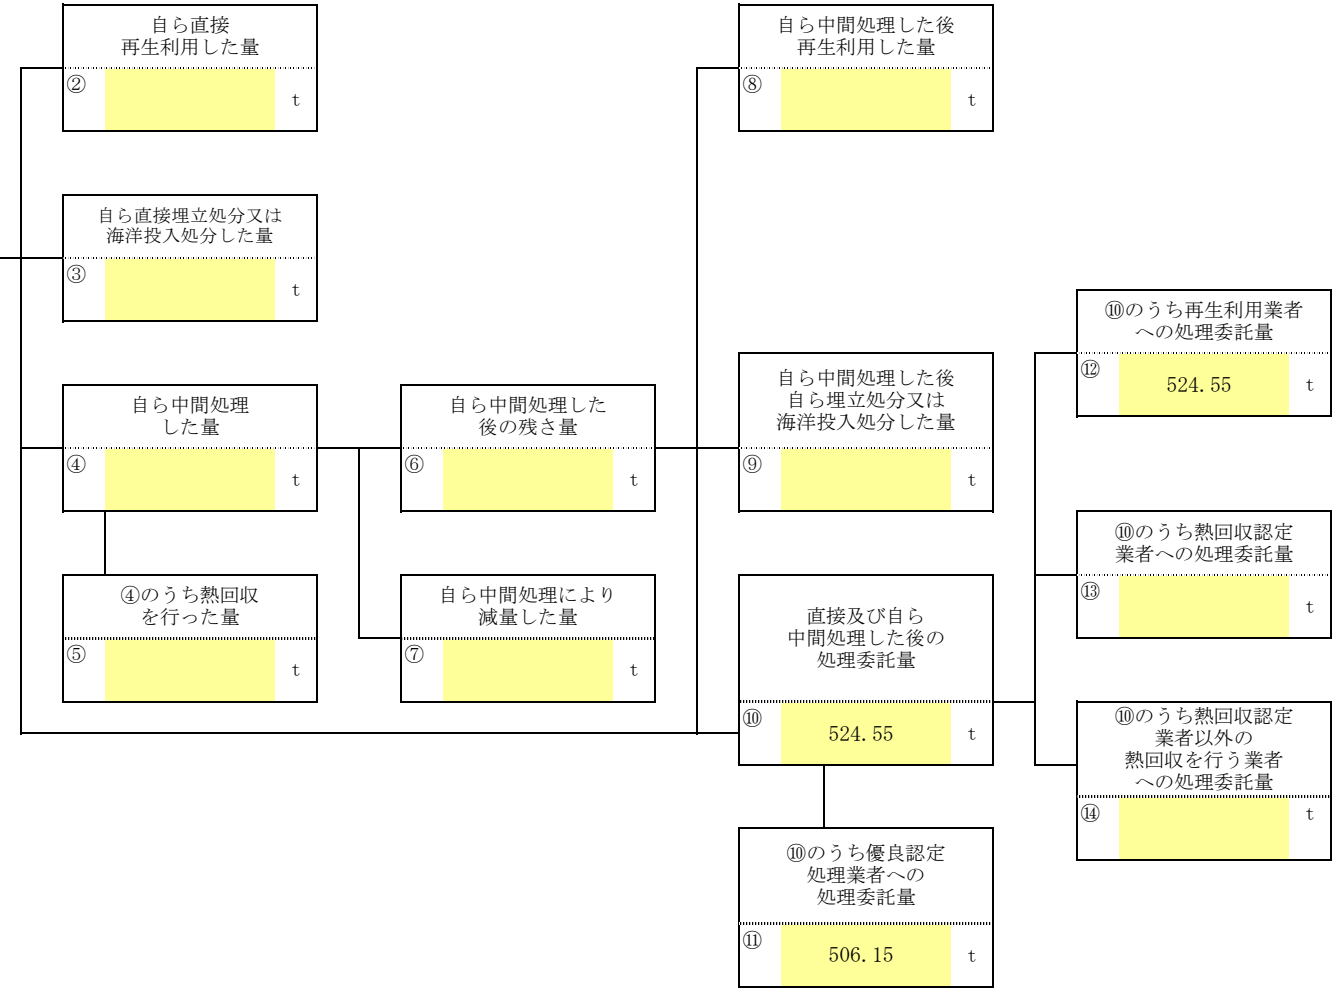 自ら直接
再生利用した量
②
t
自ら直接埋立処分又は
海洋投入処分した量
③
t
自ら中間処理
した量
④
t
④のうち熱回収
を行った量
⑤
t
自ら中間処理した
後の残さ量
⑥
t
自ら中間処理により
減量した量
⑦
t
自ら中間処理した後
再生利用した量
⑧
t
自ら中間処理した後
自ら埋立処分又は
海洋投入処分した量
⑨
t
直接及び自ら
中間処理した後の
処理委託量
⑩ 524.55 t
⑩のうち優良認定
処理業者への
処理委託量
⑪ 506.15 t
⑩のうち再生利用業者
への処理委託量
⑫ 524.55 t
⑩のうち熱回収認定
業者への処理委託量
⑬
t
⑩のうち熱回収認定
業者以外の
熱回収を行う業者
への処理委託量
⑭ t